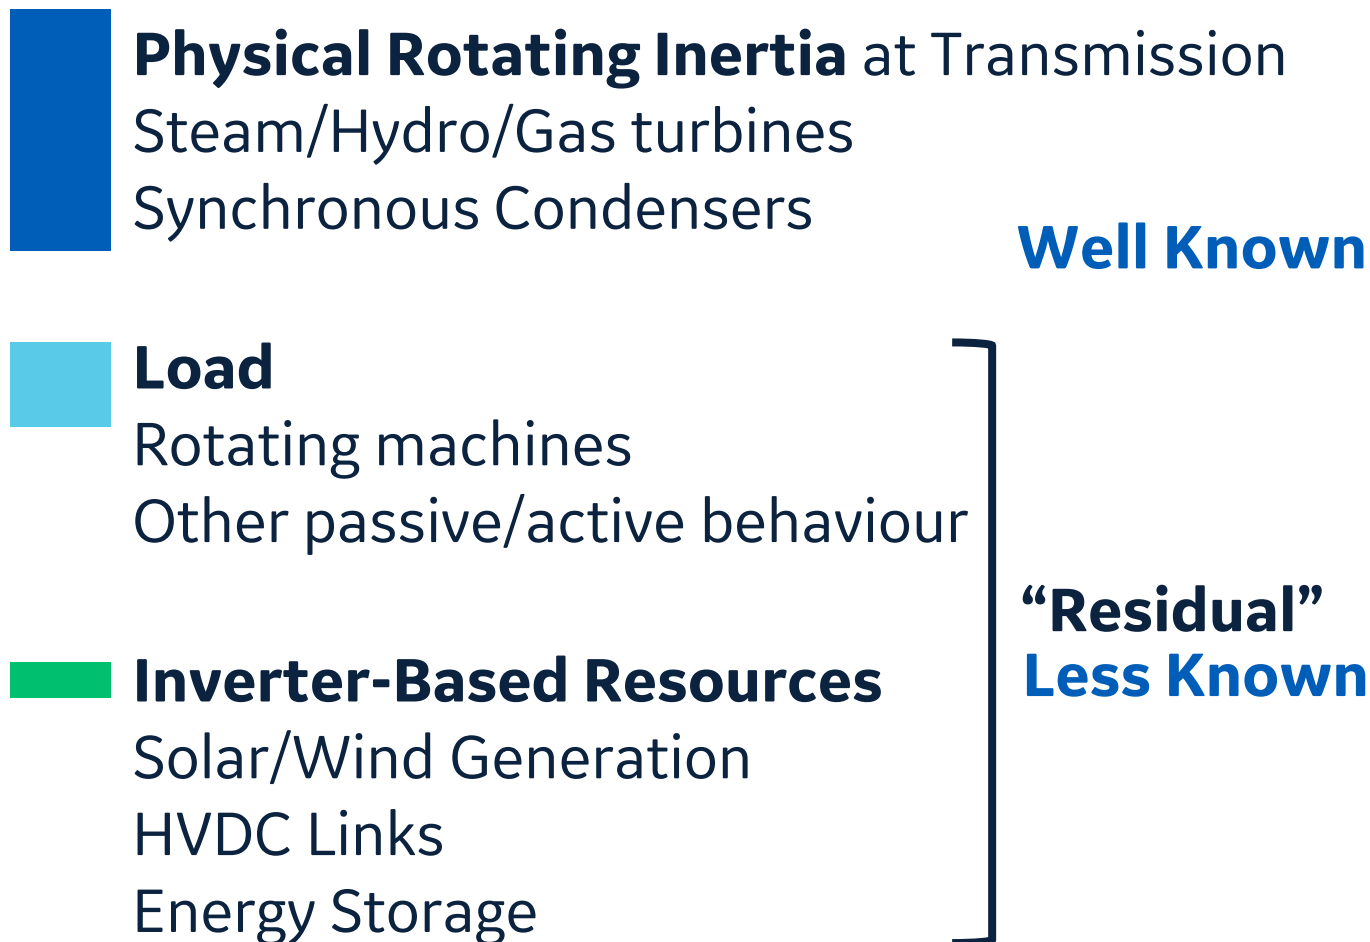 Physical Rotating Inertia at Transmission
Steam/Hydro/Gas turbines
Synchronous Condensers
Well Known
Load
Rotating machines
Other passive/active behaviour
“Residual”
Less Known
Inverter-Based Resources
Solar/Wind Generation
HVDC Links
Energy Storage